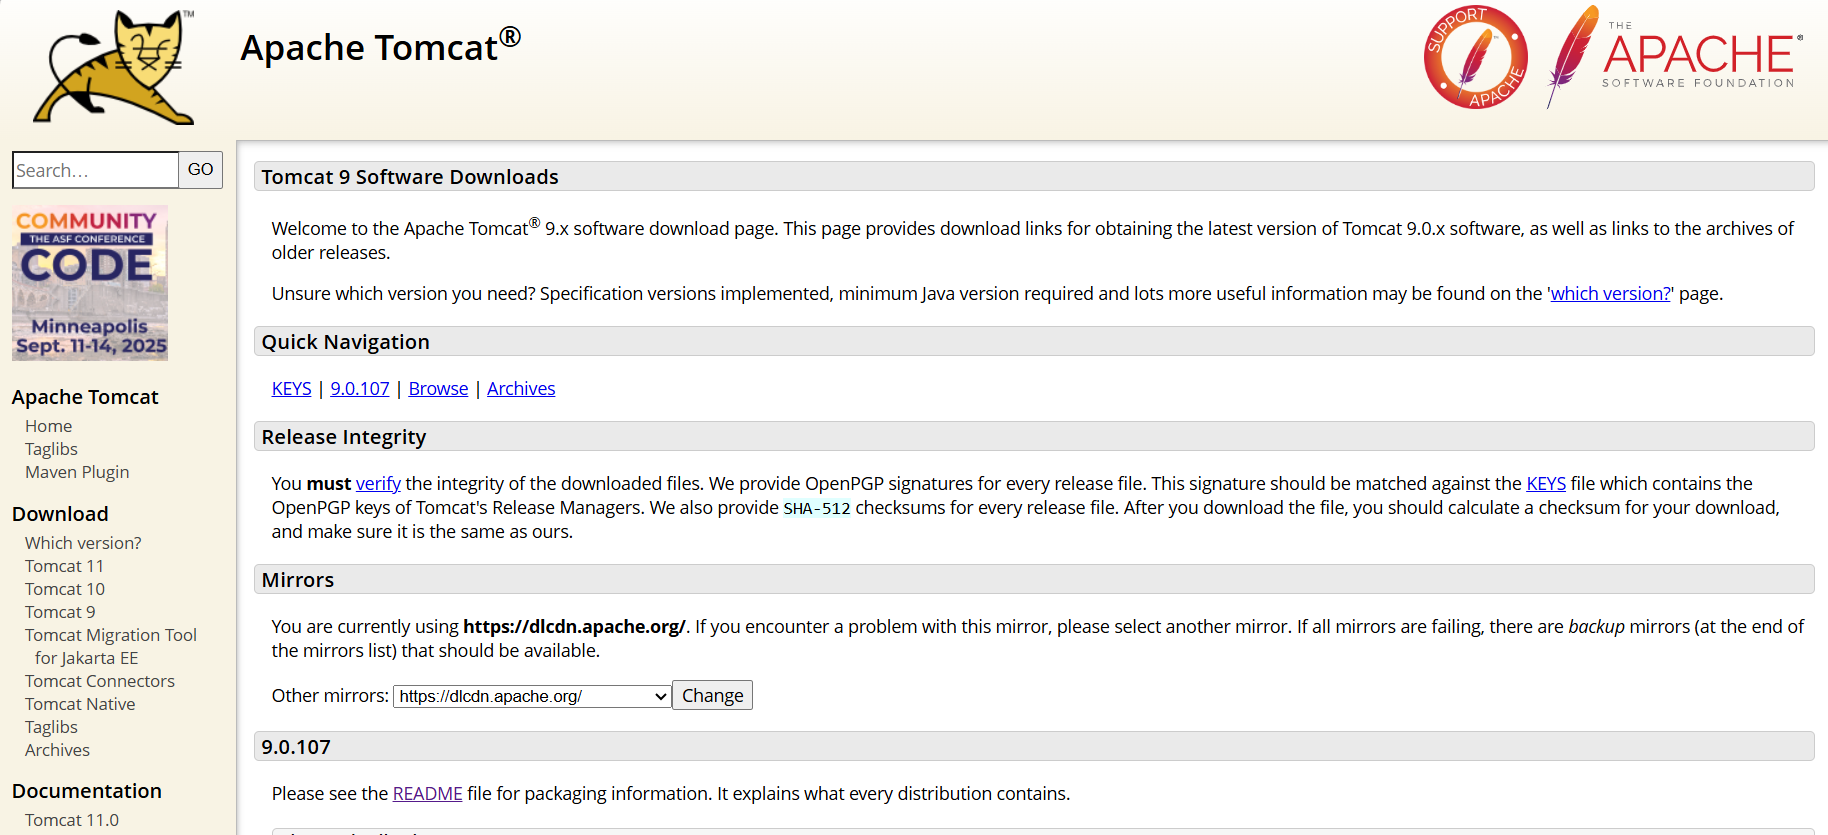 TM
Apache Tomcat®
SUPPORT
APACHE
THE
APACHE®
SOFTWARE FOUNDATION
Search…
GO
COMMUNITY
THE ASF CONFERENCE
CODE
Minneapolis
Sept. 11-14, 2025
Apache Tomcat
Home
Taglibs
Maven Plugin
Download
Which version?
Tomcat 11
Tomcat 10
Tomcat 9
Tomcat Migration Tool
for Jakarta EE
Tomcat Connectors
Tomcat Native
Taglibs
Archives
Documentation
Tomcat 11.0
Tomcat 9 Software Downloads
Welcome to the Apache Tomcat® 9.x software download page. This page provides download links for obtaining the latest version of Tomcat 9.0.x software, as well as links to the archives of
older releases.
Unsure which version you need? Specification versions implemented, minimum Java version required and lots more useful information may be found on the 'which version?' page.
Quick Navigation
KEYS | 9.0.107 | Browse | Archives
Release Integrity
You must verify the integrity of the downloaded files. We provide OpenPGP signatures for every release file. This signature should be matched against the KEYS file which contains the
OpenPGP keys of Tomcat's Release Managers. We also provide SHA-512 checksums for every release file. After you download the file, you should calculate a checksum for your download,
and make sure it is the same as ours.
Mirrors
You are currently using https://dlcdn.apache.org/. If you encounter a problem with this mirror, please select another mirror. If all mirrors are failing, there are backup mirrors (at the end of
the mirrors list) that should be available.
Other mirrors: https://dlcdn.apache.org/ Change
9.0.107
Please see the README file for packaging information. It explains what every distribution contains.